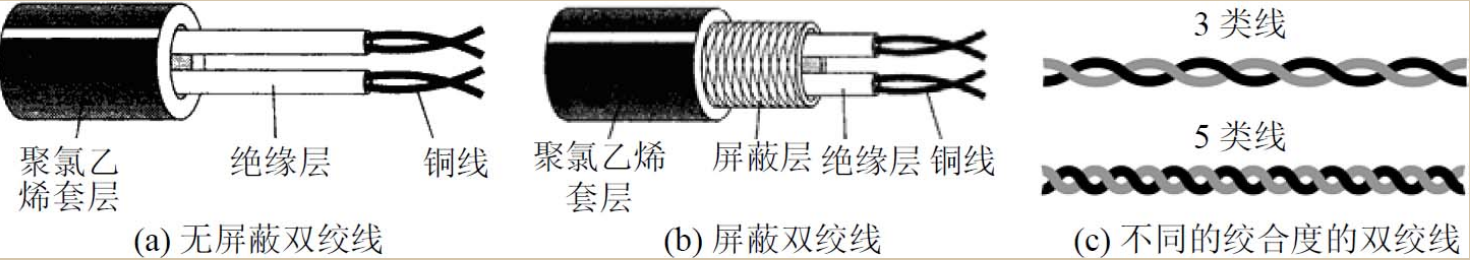 聚氯乙
烯套层
绝缘层
铜线
(a) 无屏蔽双绞线
聚氯乙烯
套层
屏蔽层
绝缘层
铜线
(b) 屏蔽双绞线
3 类线
5 类线
(c) 不同的绞合度的双绞线